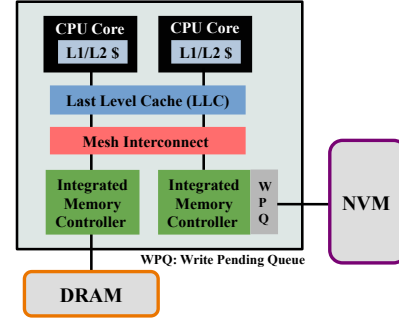 CPU Core
L1/L2 $
CPU Core
L1/L2 $
Last Level Cache (LLC)
Mesh Interconnect
Integrated
Memory
Controller
Integrated
Memory
Controller
W
P
Q
NVM
WPQ: Write Pending Queue
DRAM